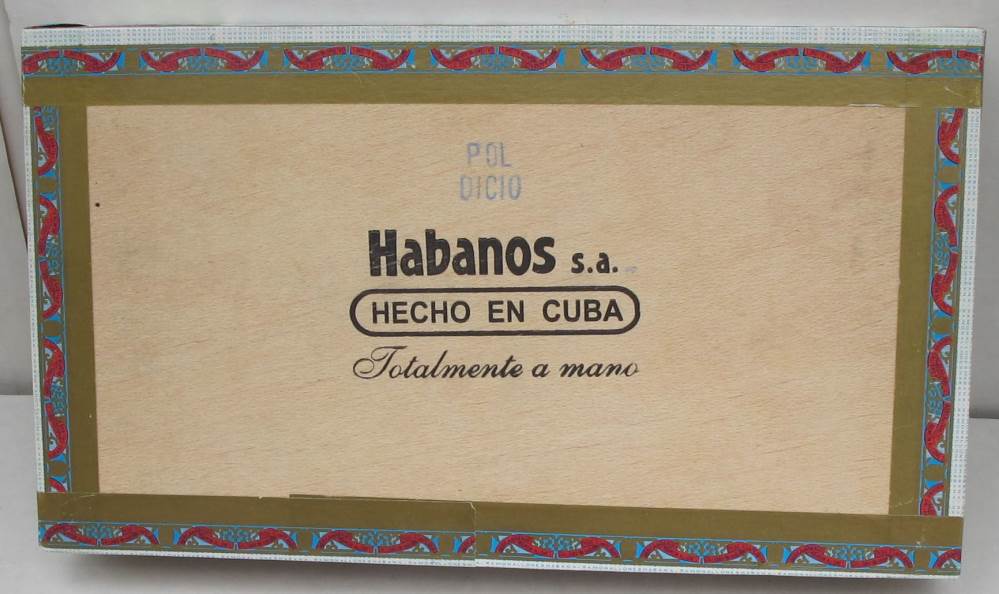 POL
DICIO
Habanos s.a.
HECHO EN CUBA
Totalmente a mano